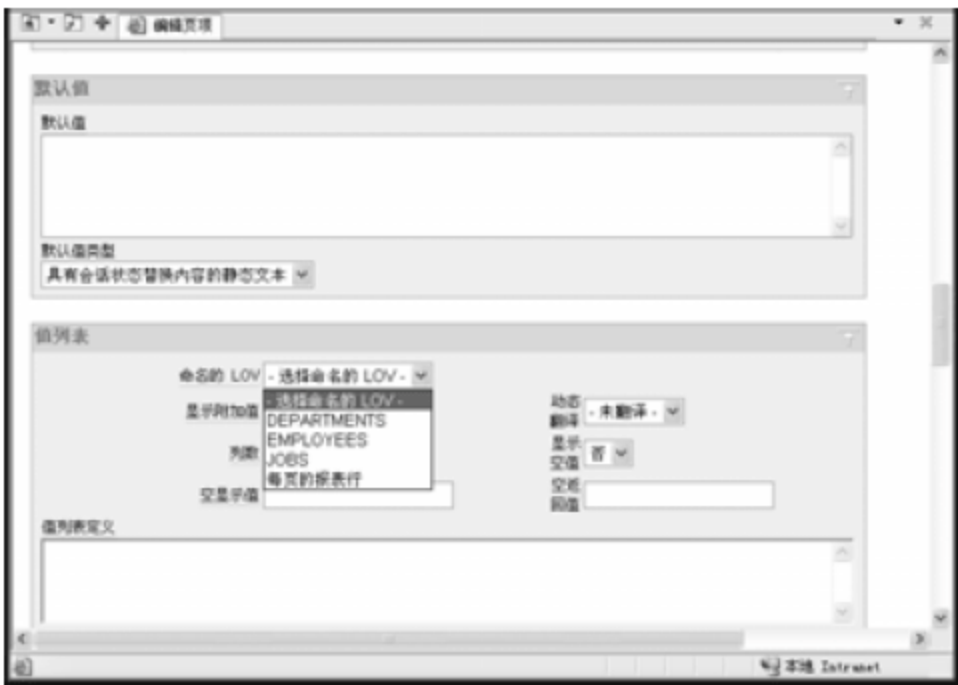 编辑页项
默认值
默认值
默认值类型
具有会话状态替换内容的静态文本
值列表
命名的 LOV
- 选择命名的 LOV -
- 选择命名的 LOV -
DEPARTMENTS
EMPLOYEES
JOBS
每页的报表行
显示附加值
动态
翻译
- 未翻译 -
列数
显示
空值
否
空显示值
空返
回值
值列表定义
本地 Intranet